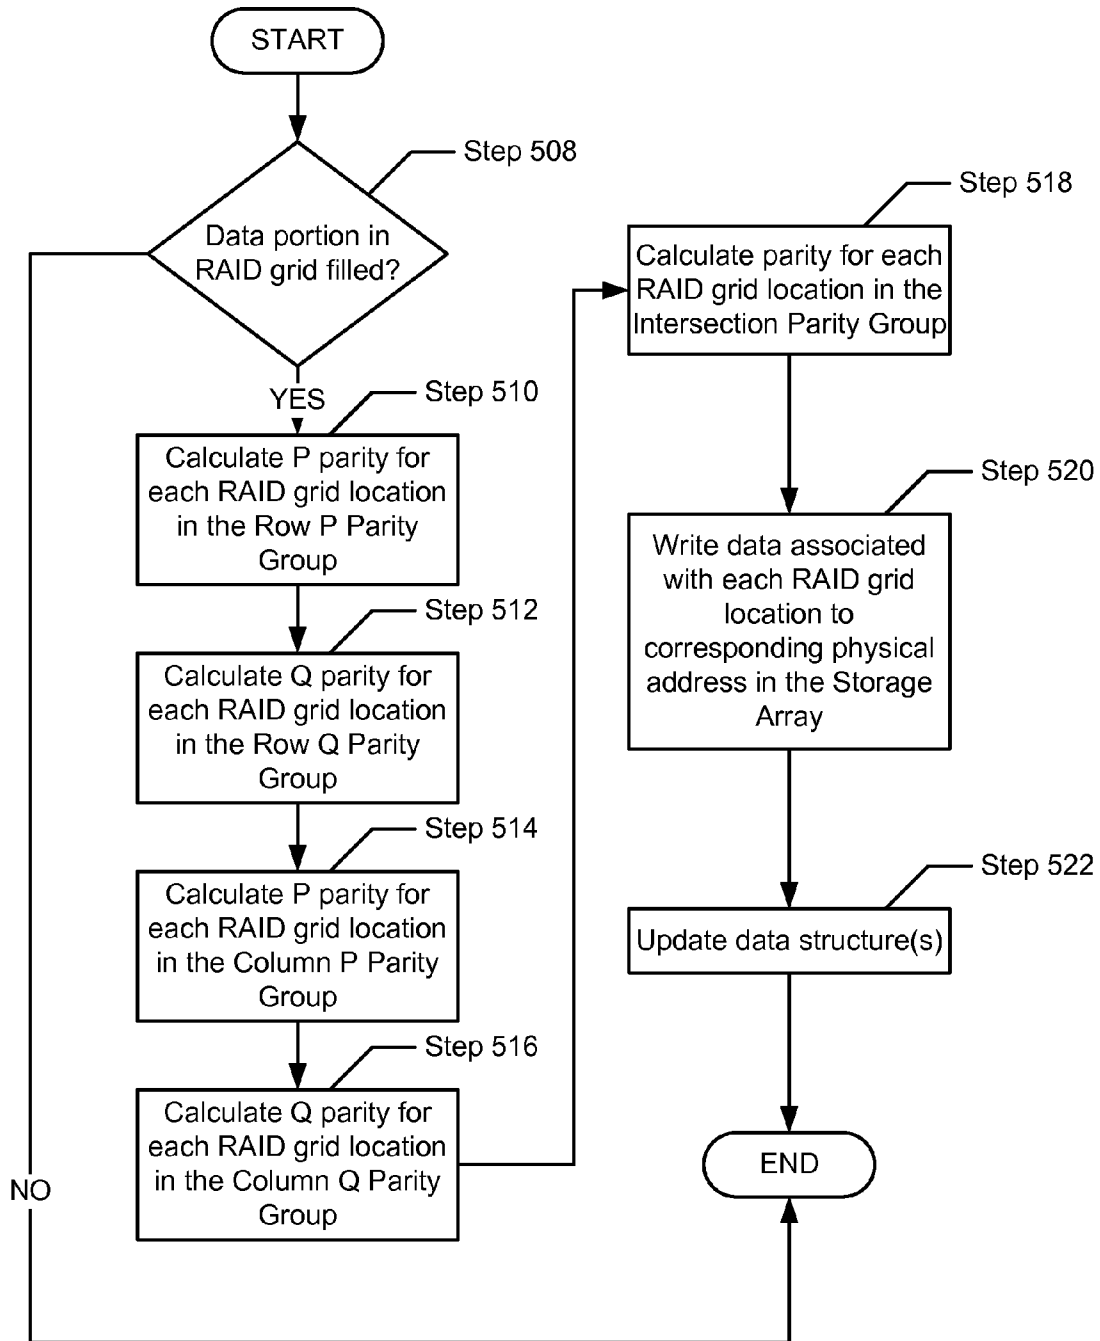 START
Step 508
Data portion in
RAID grid filled?
YES
Step 510
Calculate P parity for
each RAID grid location
in the Row P Parity
Group
Step 512
Calculate Q parity for
each RAID grid location
in the Row Q Parity
Group
Step 514
Calculate P parity for
each RAID grid location
in the Column P Parity
Group
Step 516
Calculate Q parity for
each RAID grid location
in the Column Q Parity
Group
NO
Step 518
Calculate parity for each
RAID grid location in the
Intersection Parity Group
Step 520
Write data associated
with each RAID grid
location to
corresponding physical
address in the Storage
Array
Step 522
Update data structure(s)
END